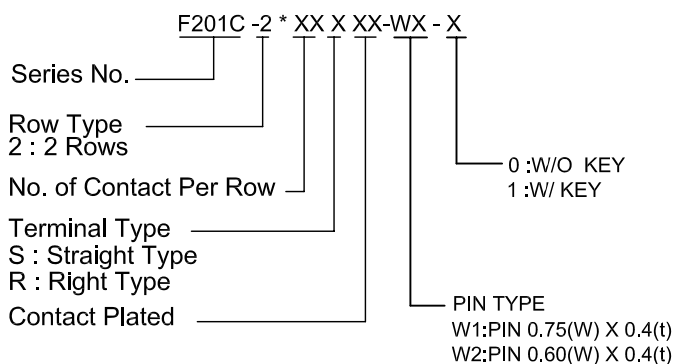 F201C -2 * XX X XX-WX - X
Series No.
Row Type
2 : 2 Rows
No. of Contact Per Row
Terminal Type
S : Straight Type
R : Right Type
Contact Plated
0 :W/O KEY
1 :W/ KEY
PIN TYPE
W1:PIN 0.75(W) X 0.4(t)
W2:PIN 0.60(W) X 0.4(t)